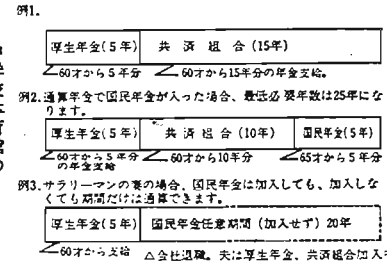 例1.
厚生年金(5年) 共済組合(15年)
60才から5年分 60才から15年分の年金支給。
例2.通算年金で国民年金が入った場合、最低必要年数は25年になります。
厚生年金(5年) 共済組合(10年) 国民年金(5年)
60才から5年分の年金支給 60才から10年分 65才から5年分
例3.サラリーマンの妻の場合、国民年金は加入しても、加入しなくても期間だけは通算できます。
厚生年金(5年) 国民年金任意期間(加入せず)20年
60才から支給 △会社退職。夫は厚生年金、共済組合加入